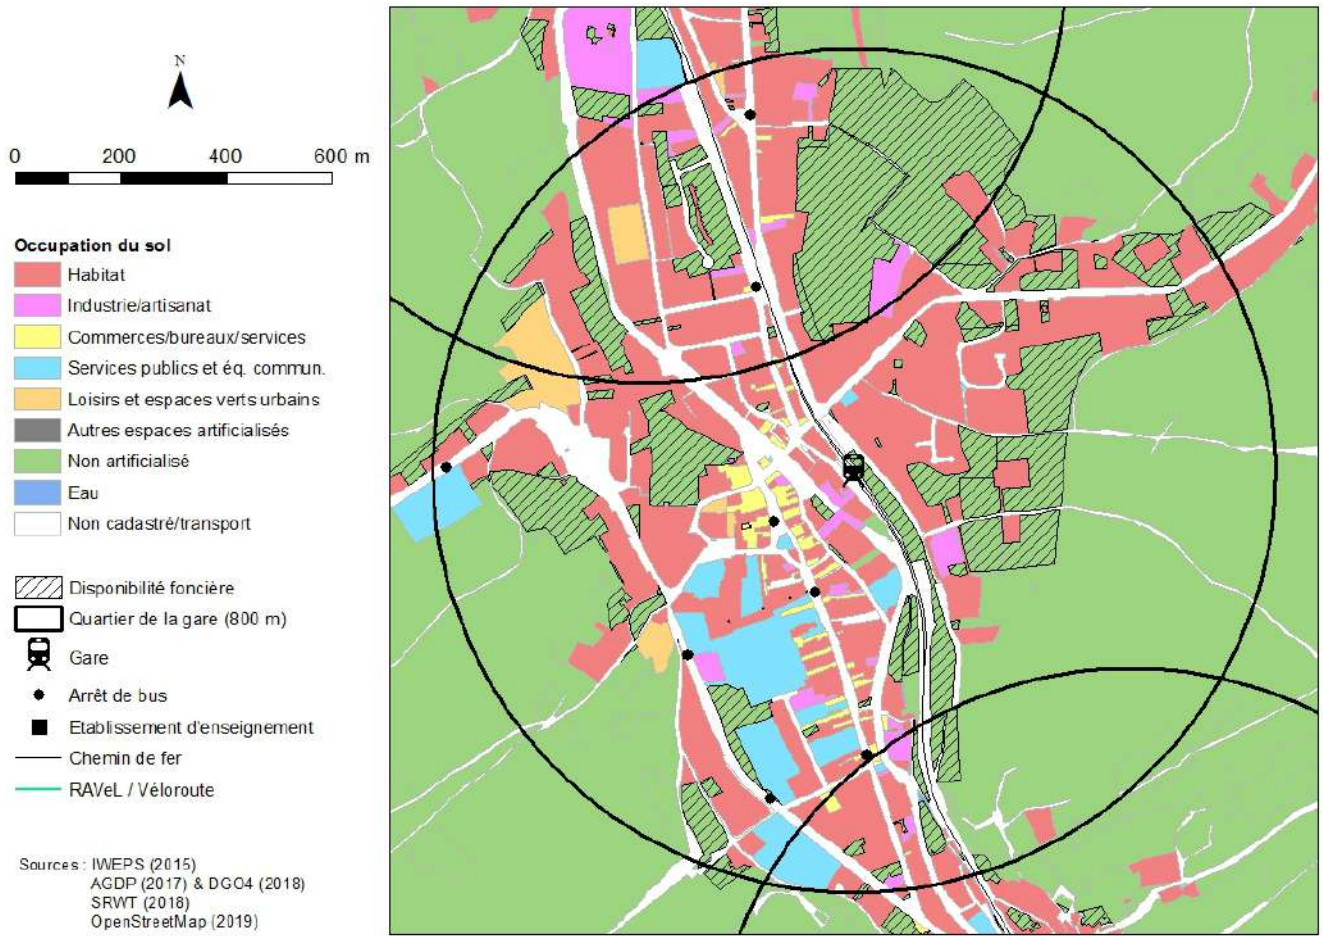 N
0 200 400 600 m
Occupation du sol
Habitat
Industrie/artisanat
Commerces/bureaux/services
Services publics et éq. commun.
Loisirs et espaces verts urbains
Autres espaces artificialisés
Non artificialisé
Eau
Non cadastré/transport
Disponibilité foncière
Quartier de la gare (800 m)
Gare
Arrêt de bus
Etablissement d'enseignement
Chemin de fer
RAVeL / Véloroute
Sources : IWEPS (2015)
AGDP (2017) & DGO4 (2018)
SRWT (2018)
OpenStreetMap (2019)